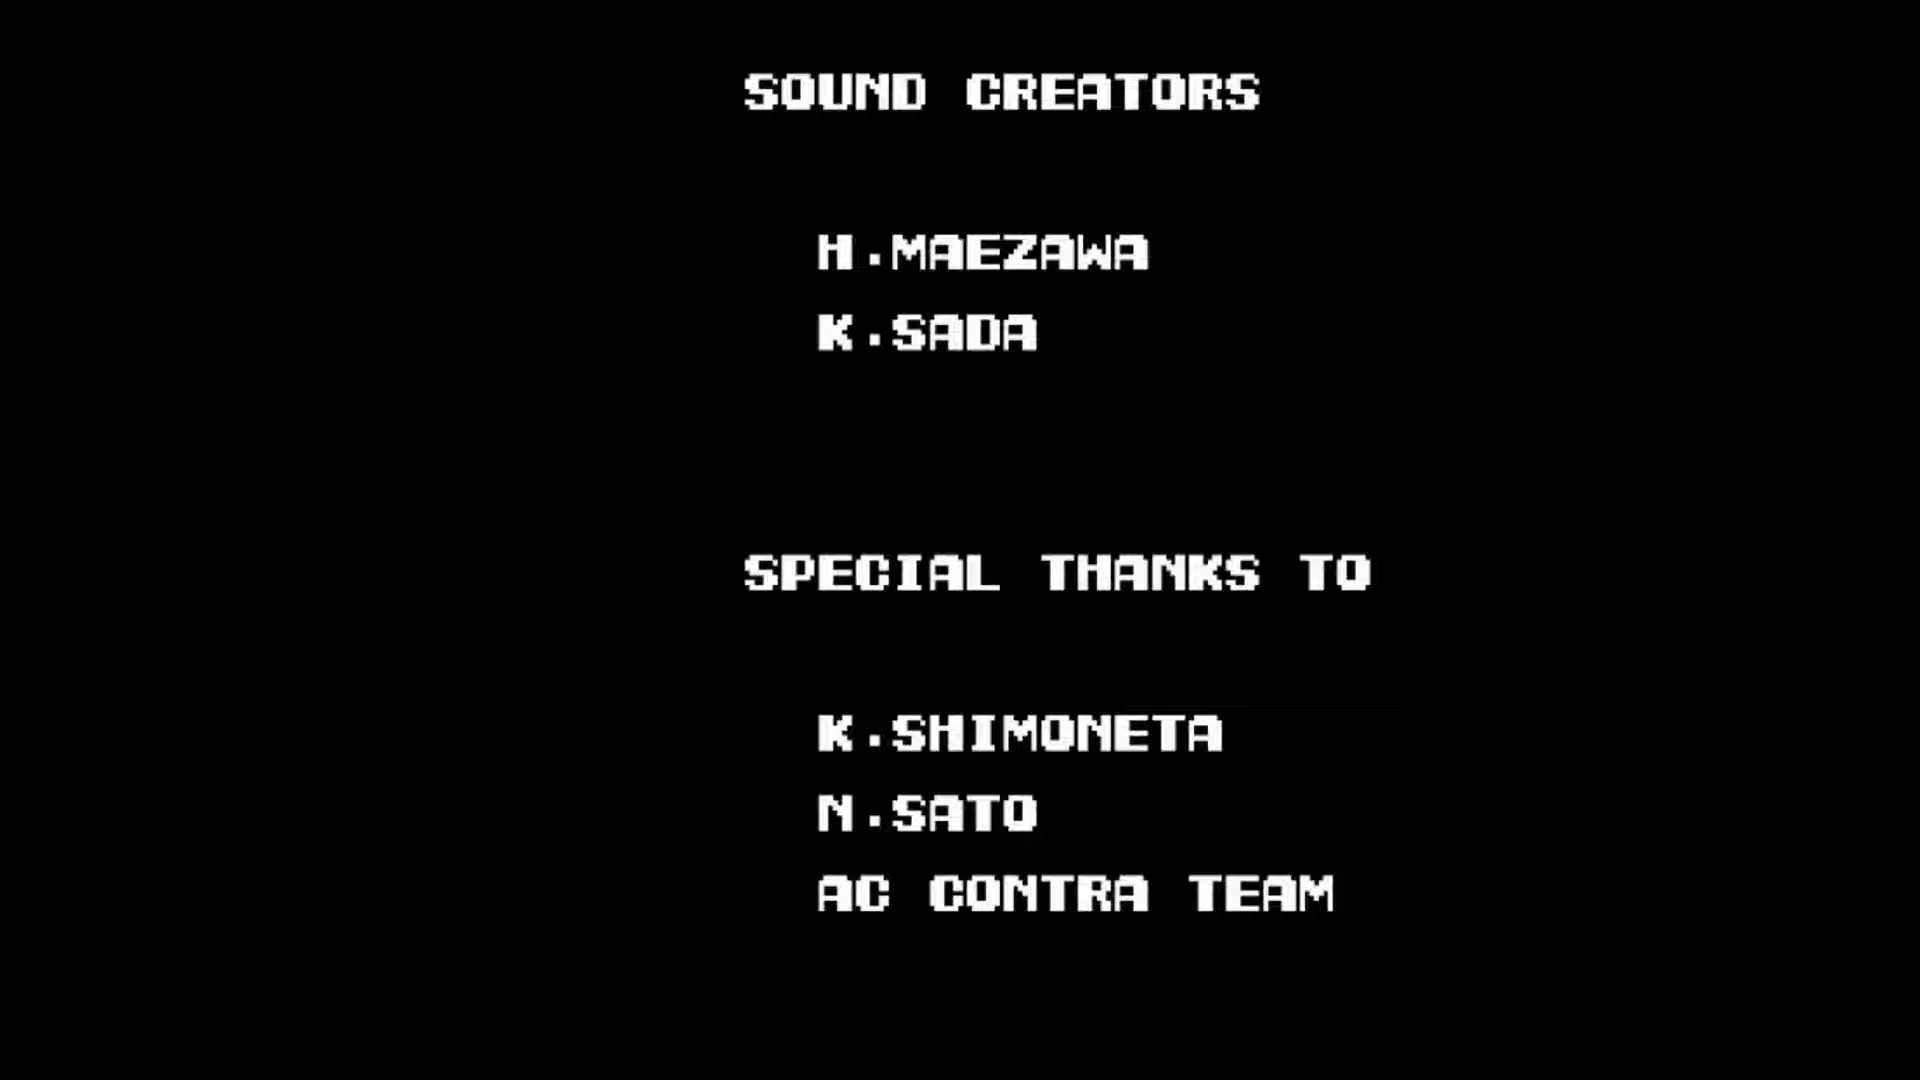 SOUND CREATORS
H.MAEZAWA
K.SADA
SPECIAL THANKS TO
K.SHIMONETA
N.SATO
AC CONTRA TEAM